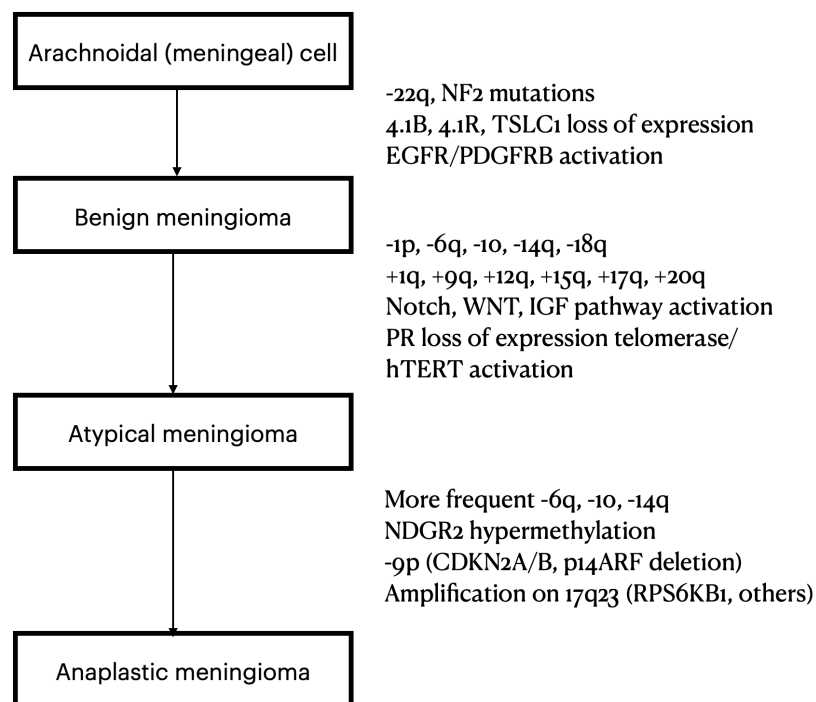 Arachnoidal (meningeal) cell
-22q, NF2 mutations
4.1B, 4.1R, TSLC1 loss of expression
EGFR/PDGFRB activation
Benign meningioma
-1p, -6q, -10, -14q, -18q
+1q, +9q, +12q, +15q, +17q, +20q
Notch, WNT, IGF pathway activation
PR loss of expression telomerase/
hTERT activation
Atypical meningioma
More frequent -6q, -10, -14q
NDGR2 hypermethylation
-9p (CDKN2A/B, p14ARF deletion)
Amplification on 17q23 (RPS6KB1, others)
Anaplastic meningioma